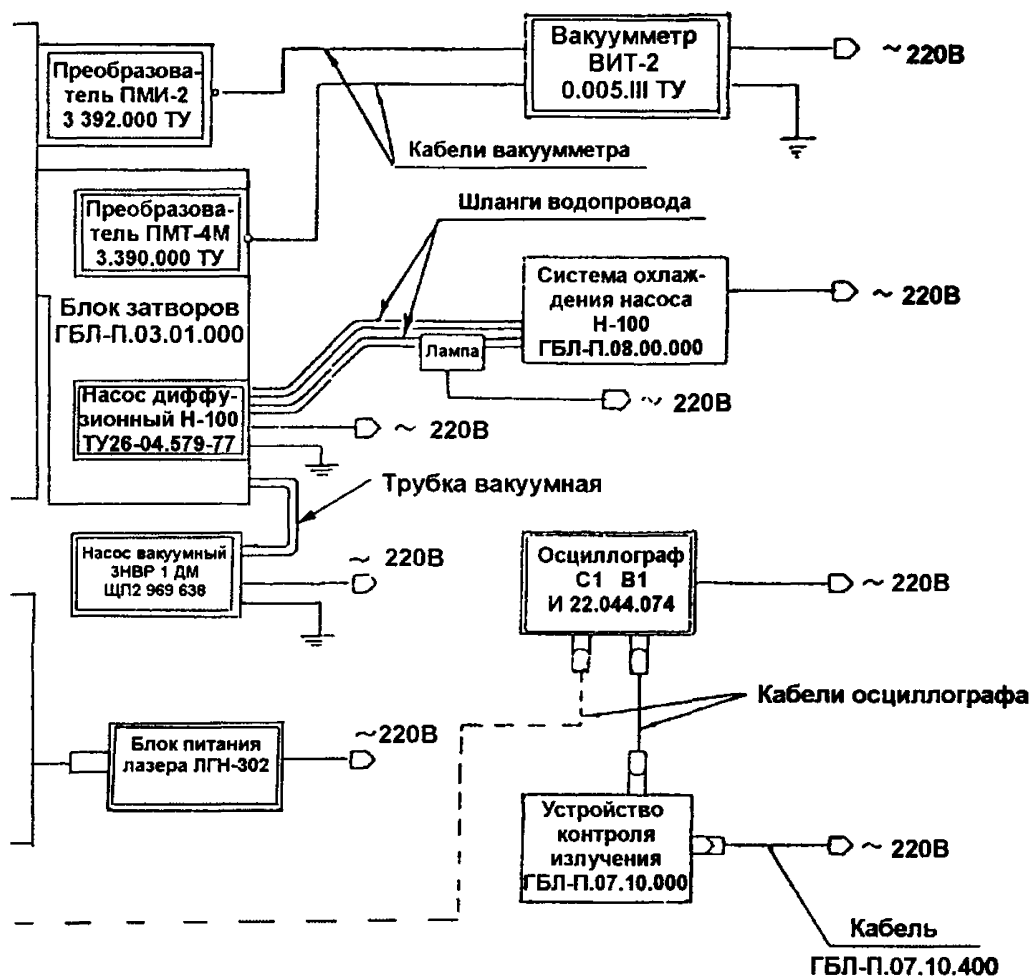 Преобразова-
тель ПМИ-2
3 392.000 ТУ
Вакуумметр
ВИТ-2
0.005.III ТУ
~ 220В
Кабели вакуумметра
Преобразова-
тель ПМТ-4М
3.390.000 ТУ
Шланги водопровода
Блок затворов
ГБЛ-П.03.01.000
Система охлаж-
дения насоса
Н-100
ГБЛ-П.08.00.000
~ 220В
Лампа
~ 220В
Насос диффу-
зионный Н-100
ТУ26-04.579-77
~ 220В
Трубка вакуумная
Насос вакуумный
3НВР 1 ДМ
ЩП2 969 638
~ 220В
Осциллограф
С1 В1
И 22.044.074
~ 220В
Кабели осциллографа
Блок питания
лазера ЛГН-302
~220В
Устройство
контроля
излучения
ГБЛ-П.07.10.000
~ 220В
Кабель
ГБЛ-П.07.10.400